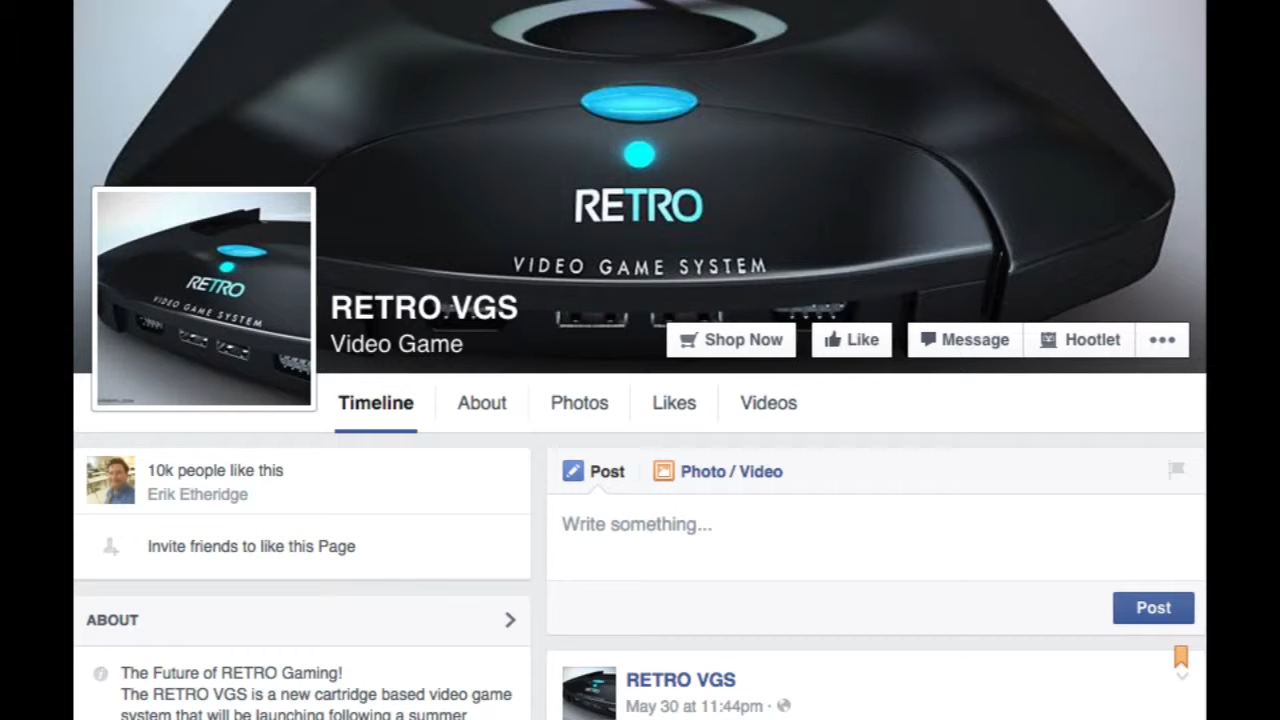 RETRO
VIDEO GAME SYSTEM
RETRO
VIDEO GAME SYSTEM
RETRO VGS
Video Game
Shop Now
Like
Message
Hootlet
Timeline
About
Photos
Likes
Videos
10k people like this
Erik Etheridge
Invite friends to like this Page
Post
Photo / Video
Write something...
Post
ABOUT
The Future of RETRO Gaming!
The RETRO VGS is a new cartridge based video game
system that will be launching following a summer
RETRO VGS
May 30 at 11:44pm ·